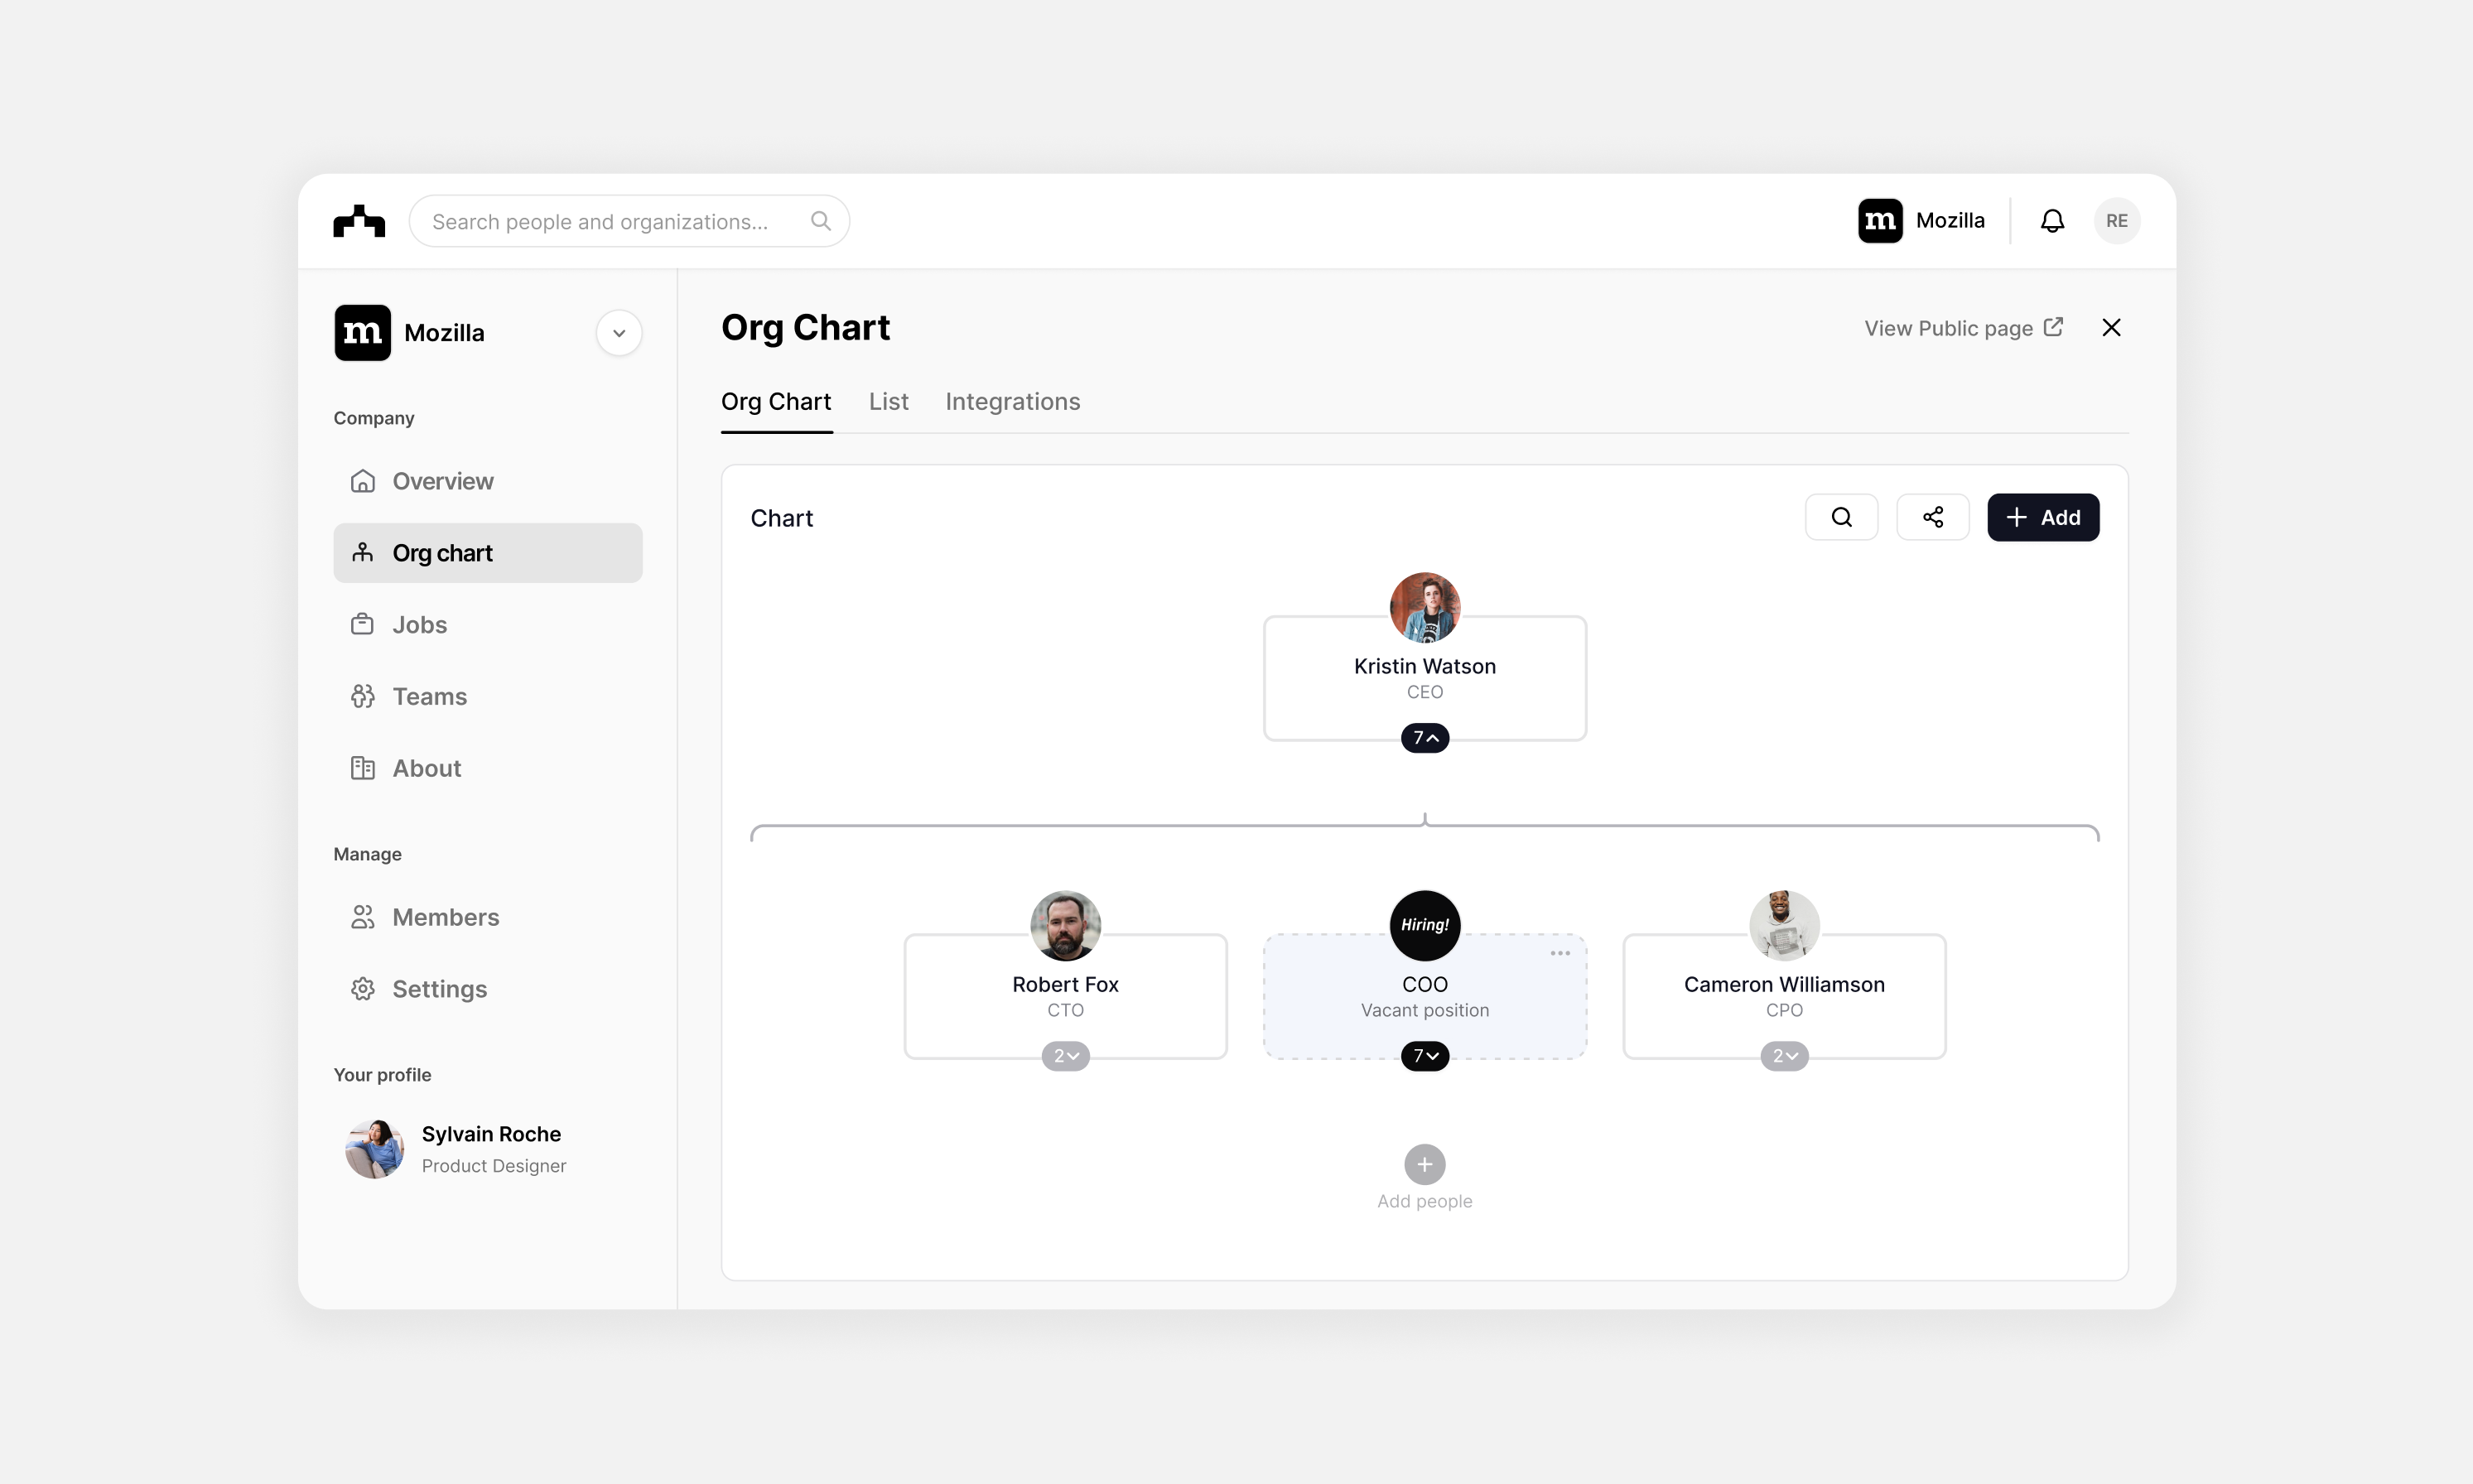 Search people and organizations...
m Mozilla
RE
m Mozilla
Company
Overview
Org chart
Jobs
Teams
About
Manage
Members
Settings
Your profile
Sylvain Roche
Product Designer
Org Chart
View Public page
Org Chart List Integrations
Chart
Add
Kristin Watson
CEO
7
Robert Fox
CTO
2
Hiring!
COO
Vacant position
7
Cameron Williamson
CPO
2
Add people